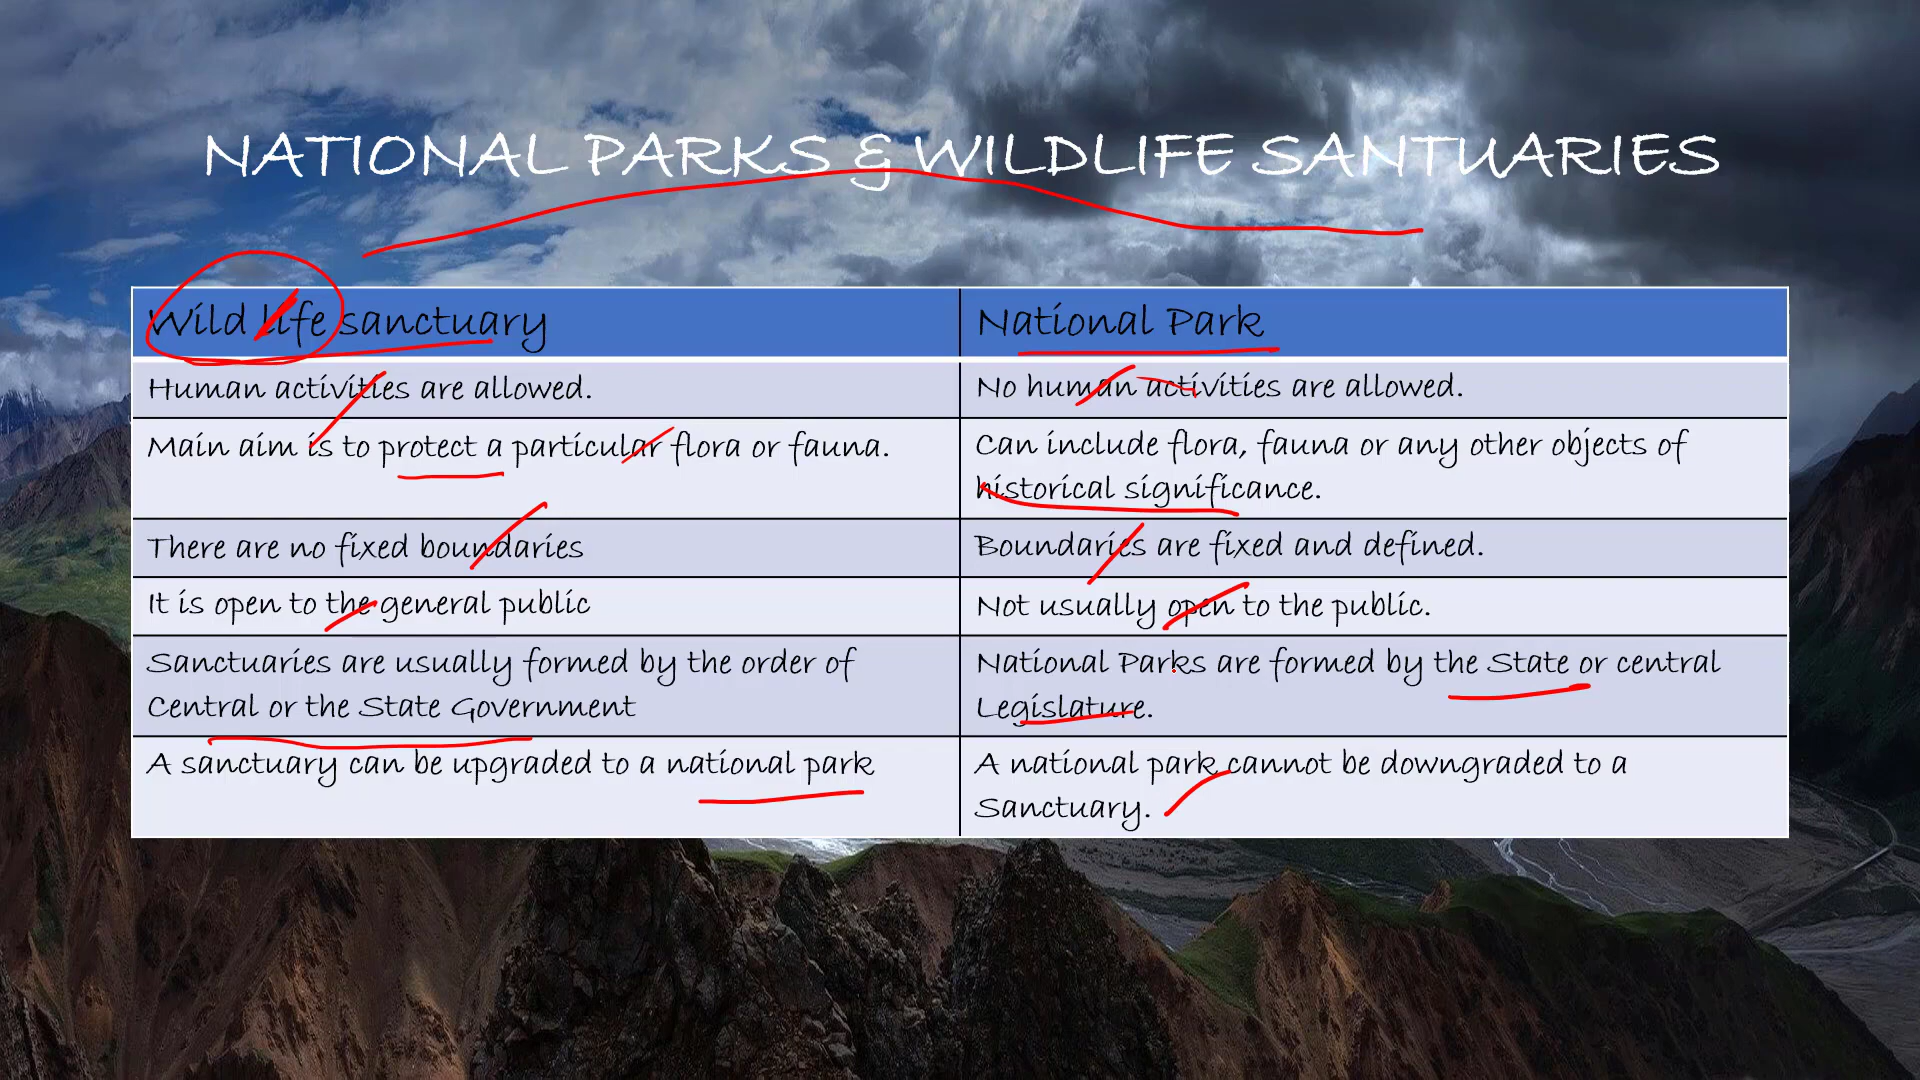 NATIONAL PARKS & WILDLIFE SANTUARIES
Wild life sanctuary
National Park
Human activities are allowed.
No human activities are allowed.
Main aim is to protect a particular flora or fauna.
Can include flora, fauna or any other objects of
historical significance.
There are no fixed boundaries
Boundaries are fixed and defined.
It is open to the general public
Not usually open to the public.
Sanctuaries are usually formed by the order of
Central or the State Government
National Parks are formed by the State or central
Legislature.
A sanctuary can be upgraded to a national park
A national park cannot be downgraded to a
Sanctuary.